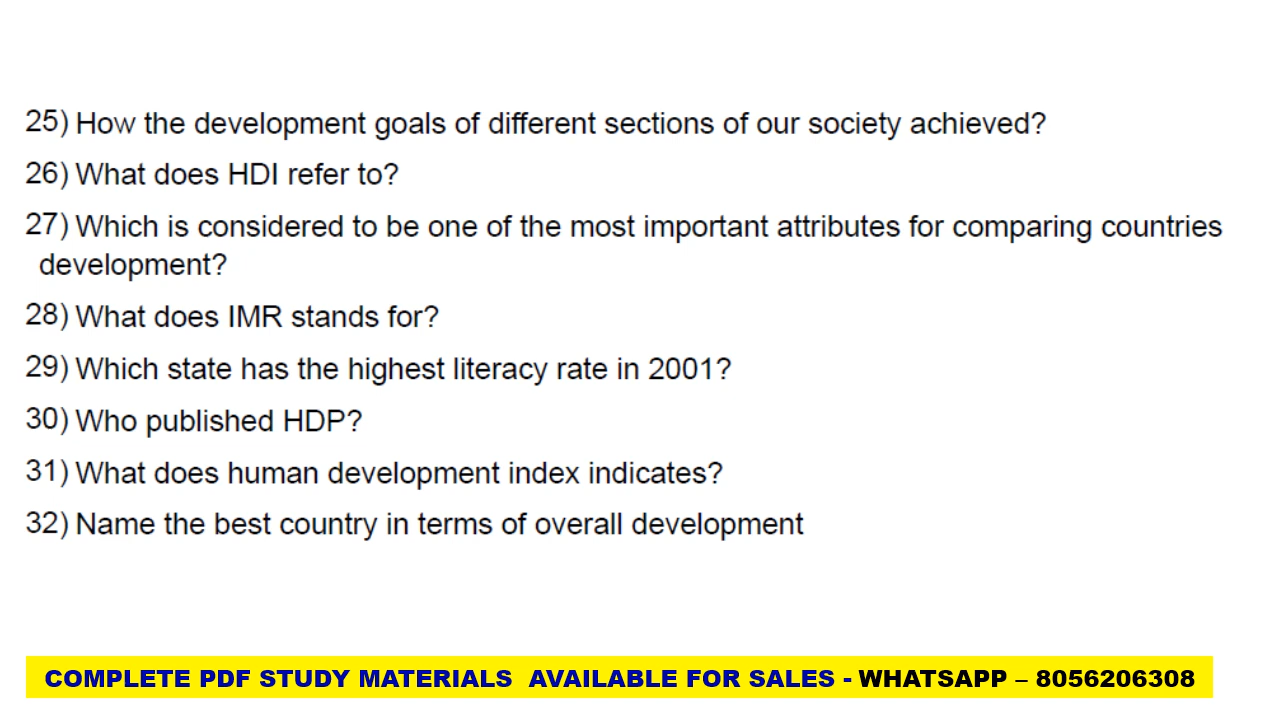 25) How the development goals of different sections of our society achieved?
26) What does HDI refer to?
27) Which is considered to be one of the most important attributes for comparing countries
development?
28) What does IMR stands for?
29) Which state has the highest literacy rate in 2001?
30) Who published HDP?
31) What does human development index indicates?
32) Name the best country in terms of overall development
COMPLETE PDF STUDY MATERIALS AVAILABLE FOR SALES - WHATSAPP – 8056206308